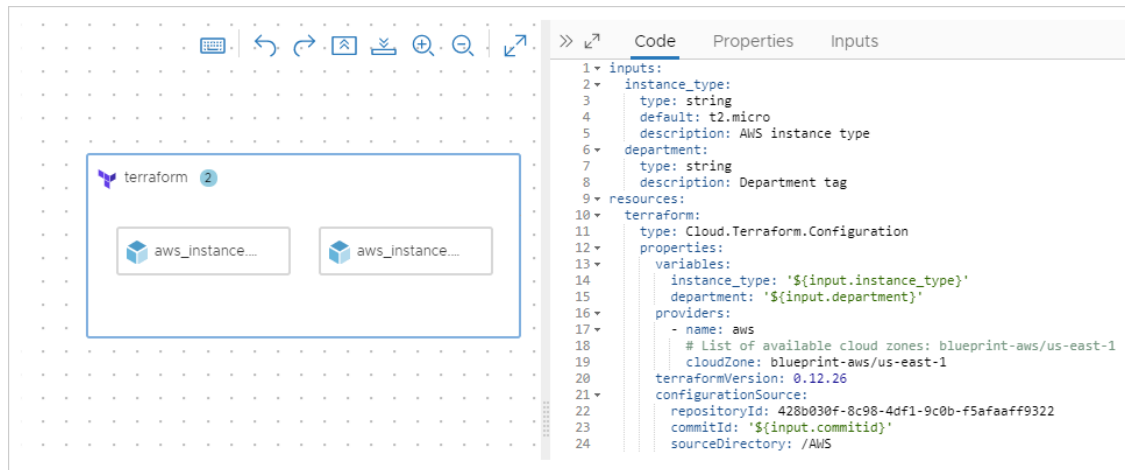 Code Properties Inputs
terraform 2
aws_instance.... aws_instance....
1 inputs:
2 instance_type:
3 type: string
4 default: t2.micro
5 description: AWS instance type
6 department:
7 type: string
8 description: Department tag
9 resources:
10 terraform:
11 type: Cloud.Terraform.Configuration
12 properties:
13 variables:
14 instance_type: '${input.instance_type}'
15 department: '${input.department}'
16 providers:
17 - name: aws
18 # List of available cloud zones: blueprint-aws/us-east-1
19 cloudZone: blueprint-aws/us-east-1
20 terraformVersion: 0.12.26
21 configurationSource:
22 repositoryId: 428b030f-8c98-4df1-9c0b-f5afaaff9322
23 commitId: '${input.commitid}'
24 sourceDirectory: /AWS